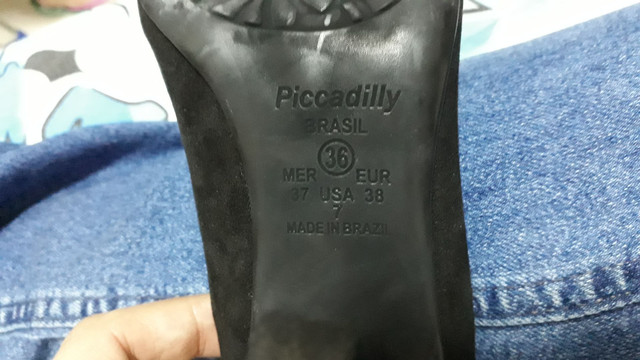 Piccadilly
BRASIL
36
MER EUR
37 USA 38
7
MADE IN BRAZIL